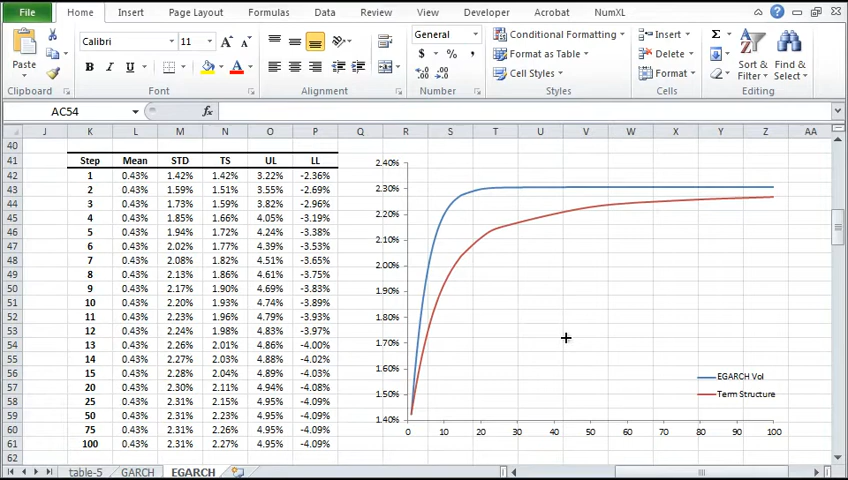 File Home Insert Page Layout Formulas Data Review View Developer Acrobat NumXL
Calibri 11 General Conditional Formatting Insert Σ
Format as Table Delete
Paste B I U A $ % , Cell Styles Format Sort & Find &
Filter Select
Clipboard Font Alignment Number Styles Cells Editing
AC54 fx
J K L M N O P Q R S T U V W X Y Z AA
40
41 Step Mean STD TS UL LL 2.40%
42 1 0.43% 1.42% 1.42% 3.22% -2.36%
43 2 0.43% 1.59% 1.51% 3.55% -2.69% 2.30%
44 3 0.43% 1.73% 1.59% 3.82% -2.96%
45 4 0.43% 1.85% 1.66% 4.05% -3.19% 2.20%
46 5 0.43% 1.94% 1.72% 4.24% -3.38%
47 6 0.43% 2.02% 1.77% 4.39% -3.53% 2.10%
48 7 0.43% 2.08% 1.82% 4.51% -3.65%
49 8 0.43% 2.13% 1.86% 4.61% -3.75% 2.00%
50 9 0.43% 2.17% 1.90% 4.69% -3.83% 1.90%
51 10 0.43% 2.20% 1.93% 4.74% -3.89%
52 11 0.43% 2.22% 1.96% 4.79% -3.93% 1.80%
53 12 0.43% 2.24% 1.98% 4.83% -3.97%
54 13 0.43% 2.26% 2.01% 4.86% -4.00% 1.70%
55 14 0.43% 2.27% 2.03% 4.88% -4.02%
56 15 0.43% 2.28% 2.04% 4.89% -4.03% 1.60% EGARCH Vol
57 20 0.43% 2.30% 2.11% 4.94% -4.08%
58 25 0.43% 2.31% 2.15% 4.95% -4.09% 1.50% Term Structure
59 50 0.43% 2.31% 2.23% 4.95% -4.09%
60 75 0.43% 2.31% 2.26% 4.95% -4.09% 1.40%
61 100 0.43% 2.31% 2.27% 4.95% -4.09% 0 10 20 30 40 50 60 70 80 90 100
62
table-5 GARCH EGARCH